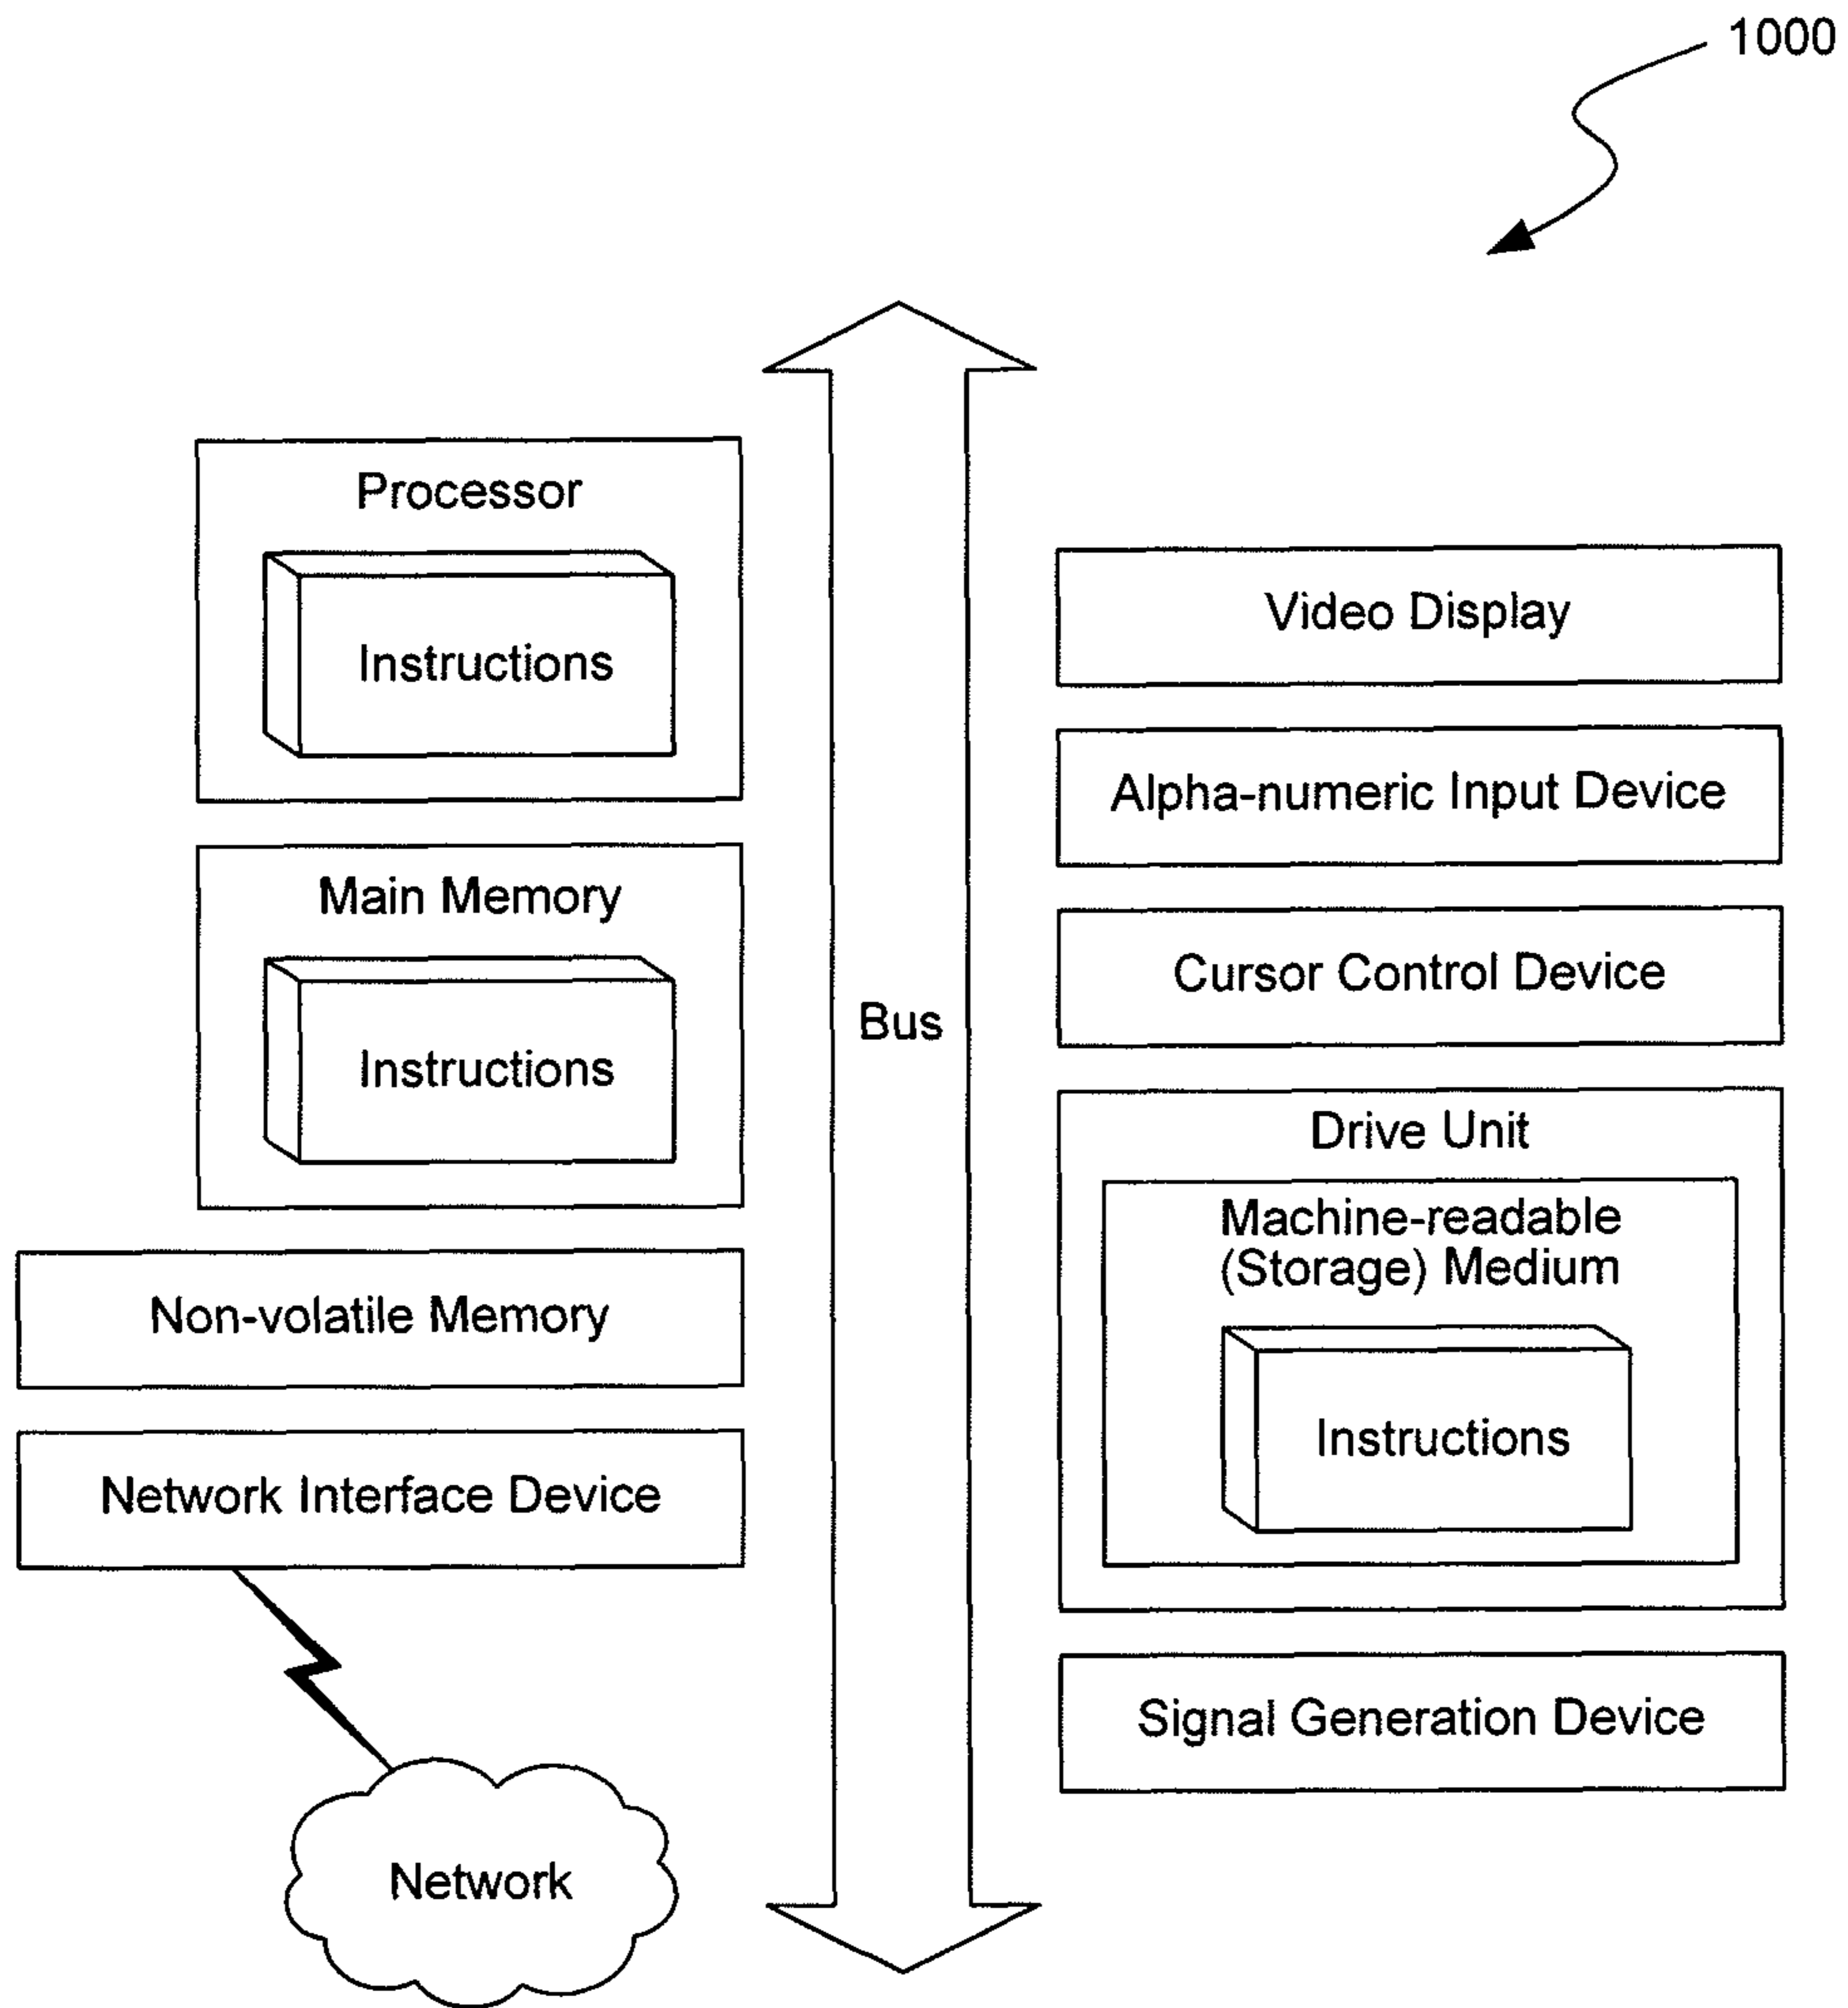 1000
Processor
Instructions
Main Memory
Instructions
Non-volatile Memory
Network Interface Device
Network
Bus
Video Display
Alpha-numeric Input Device
Cursor Control Device
Drive Unit
Machine-readable
(Storage) Medium
Instructions
Signal Generation Device